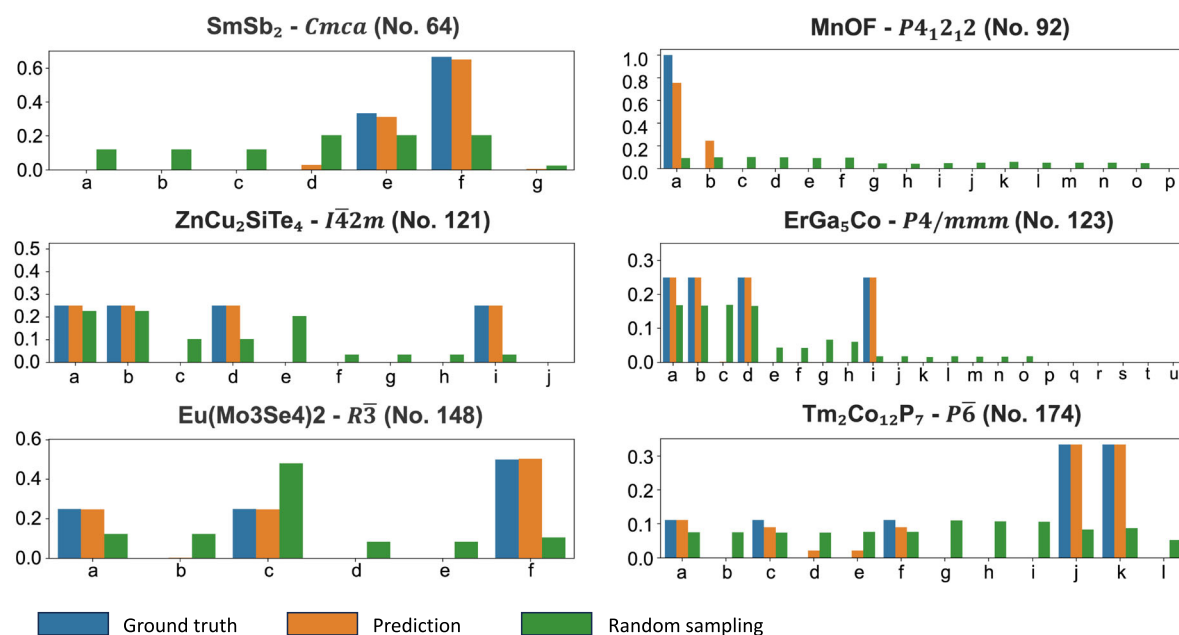 SmSb₂ - Cmca (No. 64)
0.6
0.4
0.2
0.0
a b c d e f g
MnOF - P4₁2₁2 (No. 92)
1.0
0.8
0.6
0.4
0.2
0.0
a b c d e f g h i j k l m n o p
ZnCu₂SiTe₄ - I4̅2m (No. 121)
0.5
0.4
0.3
0.2
0.1
0.0
a b c d e f g h i j
ErGa₅Co - P4/mmm (No. 123)
0.3
0.2
0.1
0.0
a b c d e f g h i j k l m n o p q r s t u
Eu(Mo3Se4)2 - R3̅ (No. 148)
0.6
0.4
0.2
0.0
a b c d e f
Tm₂Co₁₂P₇ - P6̅ (No. 174)
0.3
0.2
0.1
0.0
a b c d e f g h i j k l
Ground truth Prediction Random sampling